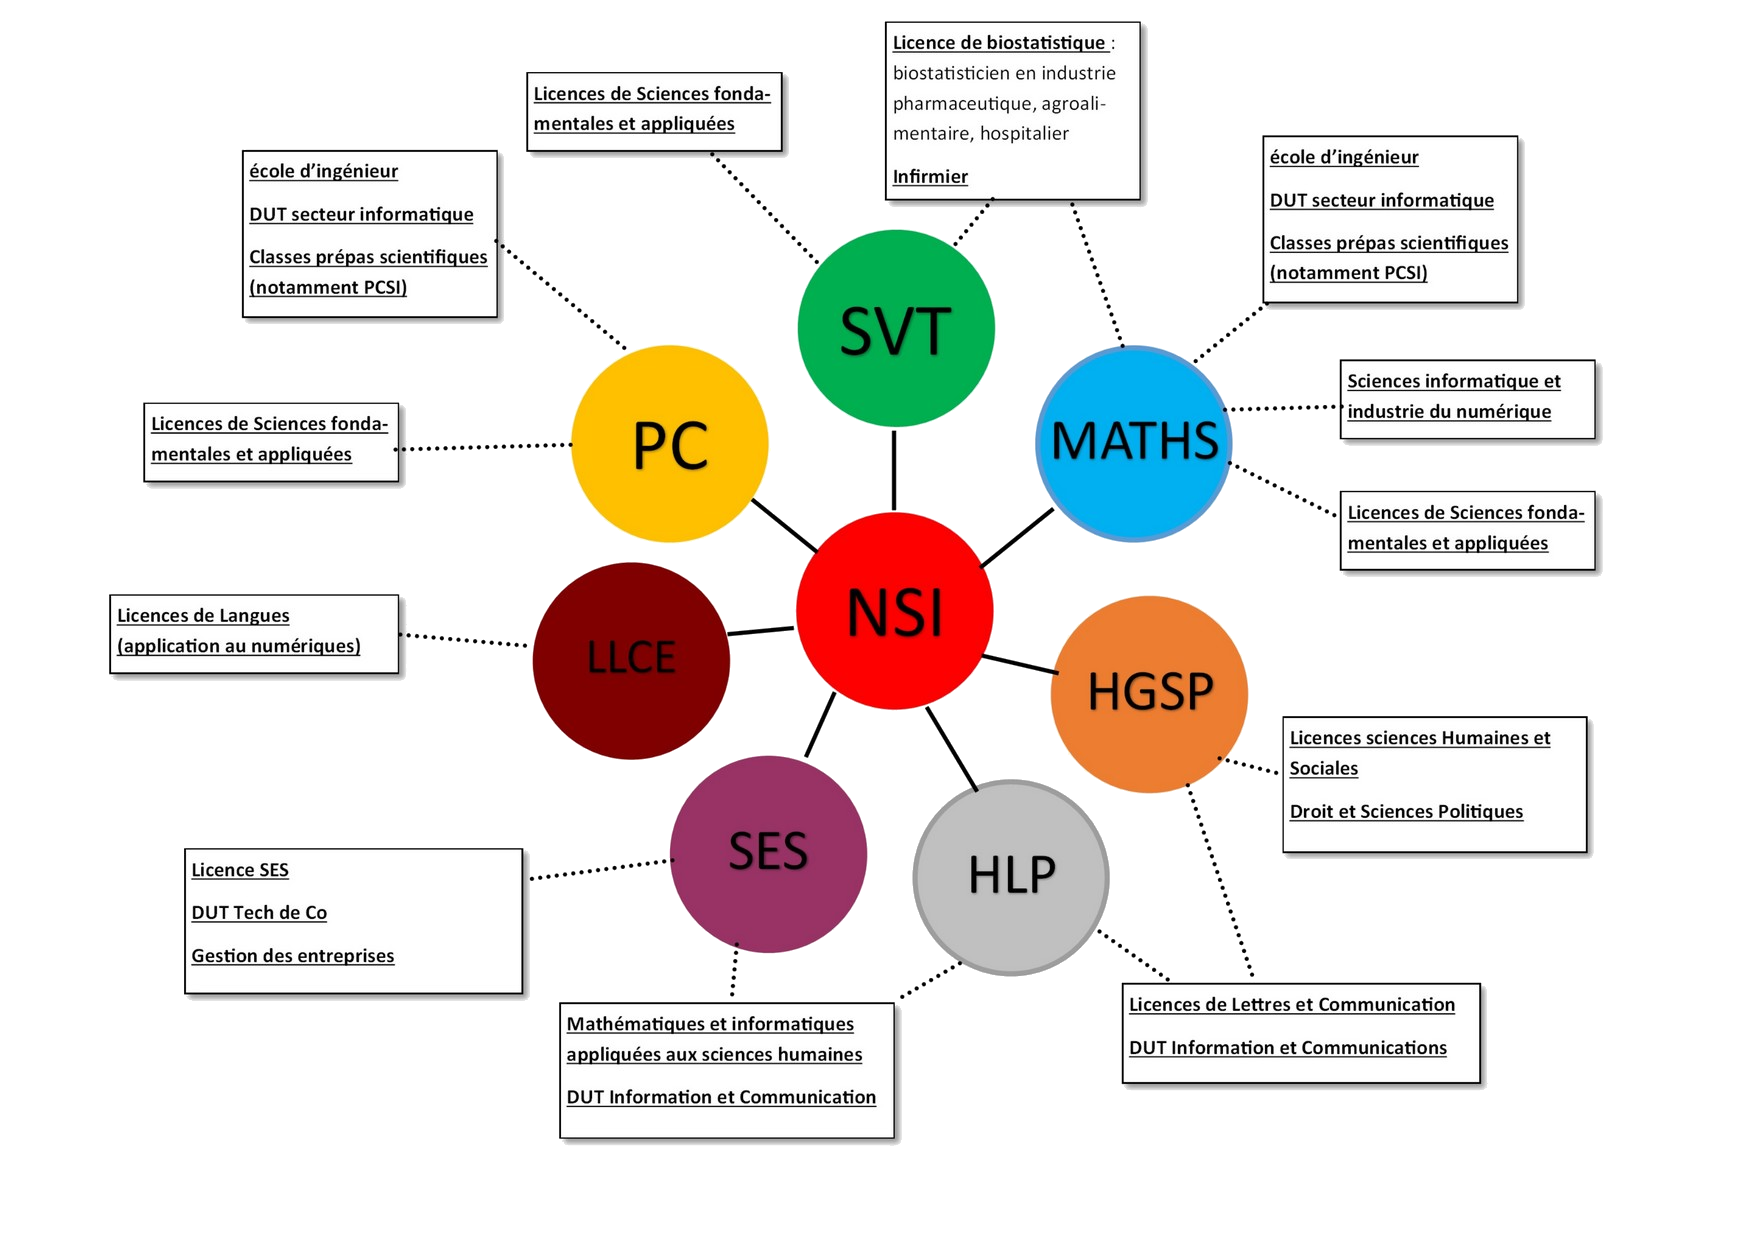 Licence de biostatistique :
biostatisticien en industrie
pharmaceutique, agroali-
mentaire, hospitalier
Infirmier
Licences de Sciences fonda-
mentales et appliquées
école d’ingénieur
DUT secteur informatique
Classes prépas scientifiques
(notamment PCSI)
école d’ingénieur
DUT secteur informatique
Classes prépas scientifiques
(notamment PCSI)
SVT
PC
MATHS
Sciences informatique et
industrie du numérique
Licences de Sciences fonda-
mentales et appliquées
Licences de Sciences fonda-
mentales et appliquées
NSI
Licences de Langues
(application au numériques)
LLCE
HGSP
Licences sciences Humaines et
Sociales
Droit et Sciences Politiques
SES
HLP
Licence SES
DUT Tech de Co
Gestion des entreprises
Mathématiques et informatiques
appliquées aux sciences humaines
DUT Information et Communication
Licences de Lettres et Communication
DUT Information et Communications